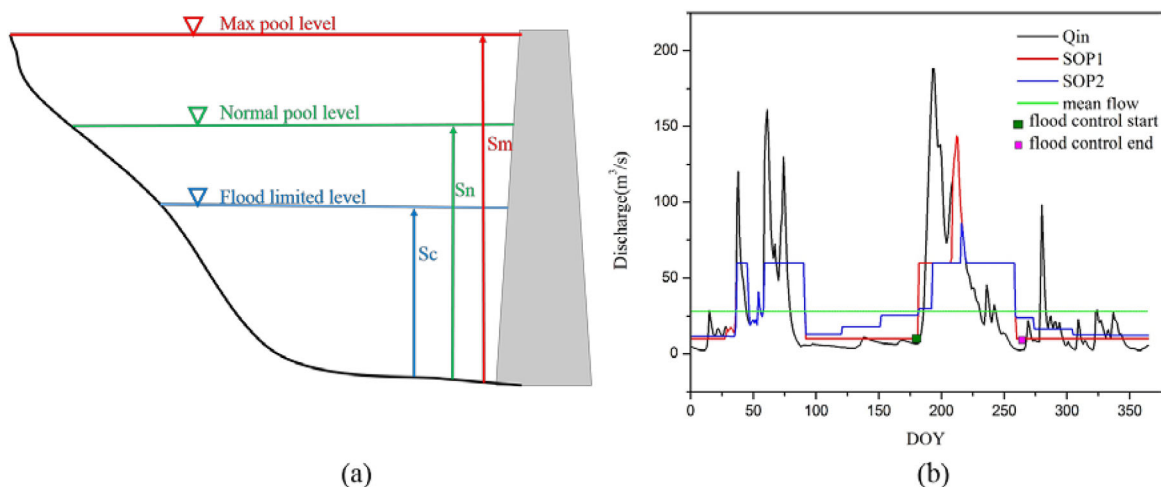 Max pool level
Normal pool level
Sm
Flood limited level
Sn
Sc
(a)
Qin
SOP1
SOP2
mean flow
flood control start
flood control end
Discharge(m³/s)
200
150
100
50
0
0 50 100 150 200 250 300 350
DOY
(b)